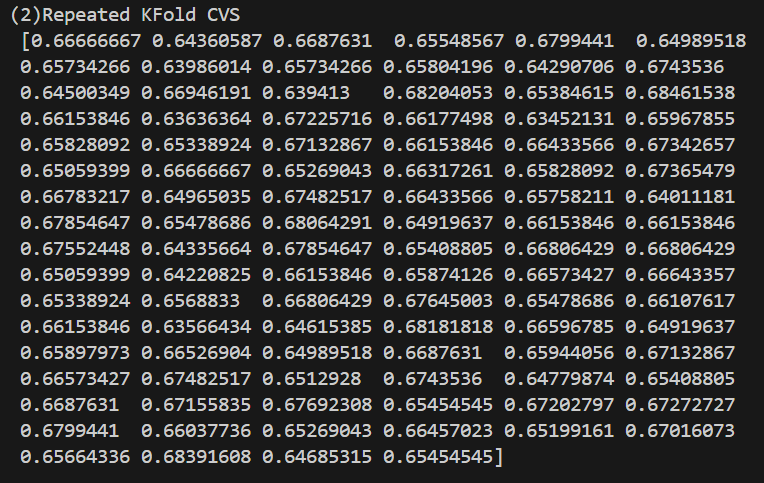 (2)Repeated KFold CVS
[0.66666667 0.64360587 0.6687631  0.65548567 0.6799441  0.64989518
0.65734266 0.63986014 0.65734266 0.65804196 0.64290706 0.6743536
0.64500349 0.66946191 0.639413   0.68204053 0.65384615 0.68461538
0.66153846 0.63636364 0.67225716 0.66177498 0.63452131 0.65967855
0.65828092 0.65338924 0.67132867 0.66153846 0.66433566 0.67342657
0.65059399 0.66666667 0.65269043 0.66317261 0.65828092 0.67365479
0.66783217 0.64965035 0.67482517 0.66433566 0.65758211 0.64011181
0.67854647 0.65478686 0.68064291 0.64919637 0.66153846 0.66153846
0.67552448 0.64335664 0.67854647 0.65408805 0.66806429 0.66806429
0.65059399 0.64220825 0.66153846 0.65874126 0.66573427 0.66643357
0.65338924 0.6568833  0.66806429 0.67645003 0.65478686 0.66107617
0.66153846 0.63566434 0.64615385 0.68181818 0.66596785 0.64919637
0.65897973 0.66526904 0.64989518 0.6687631  0.65944056 0.67132867
0.66573427 0.67482517 0.6512928  0.6743536  0.64779874 0.65408805
0.6687631  0.67155835 0.67692308 0.65454545 0.67202797 0.67272727
0.6799441  0.66037736 0.65269043 0.66457023 0.65199161 0.67016073
0.65664336 0.68391608 0.64685315 0.65454545]